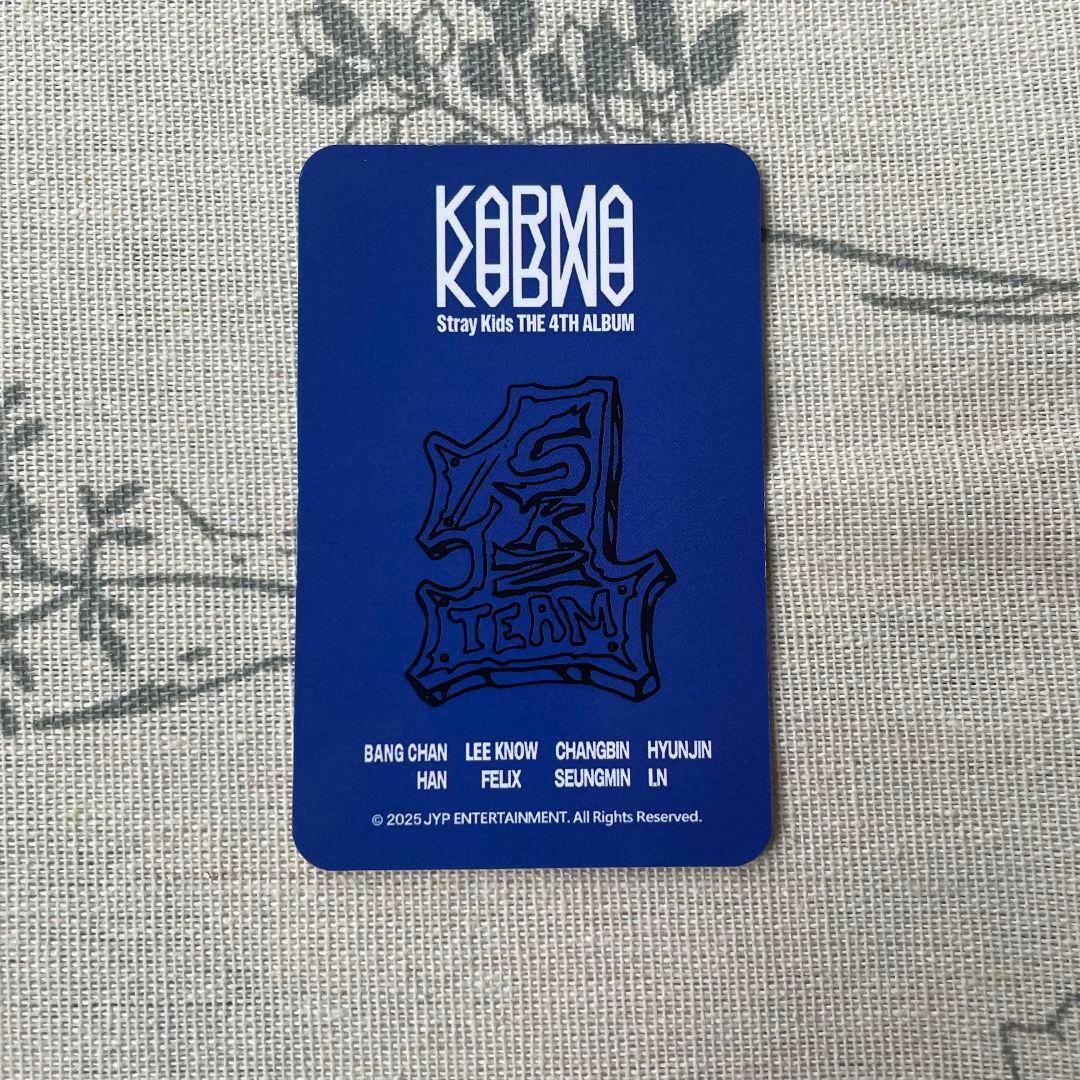 KARMA
KARMA
Stray Kids THE 4TH ALBUM
S
K
Z
TEAM
BANG CHAN LEE KNOW CHANGBIN HYUNJIN
HAN FELIX SEUNGMIN I.N
© 2025 JYP ENTERTAINMENT. All Rights Reserved.